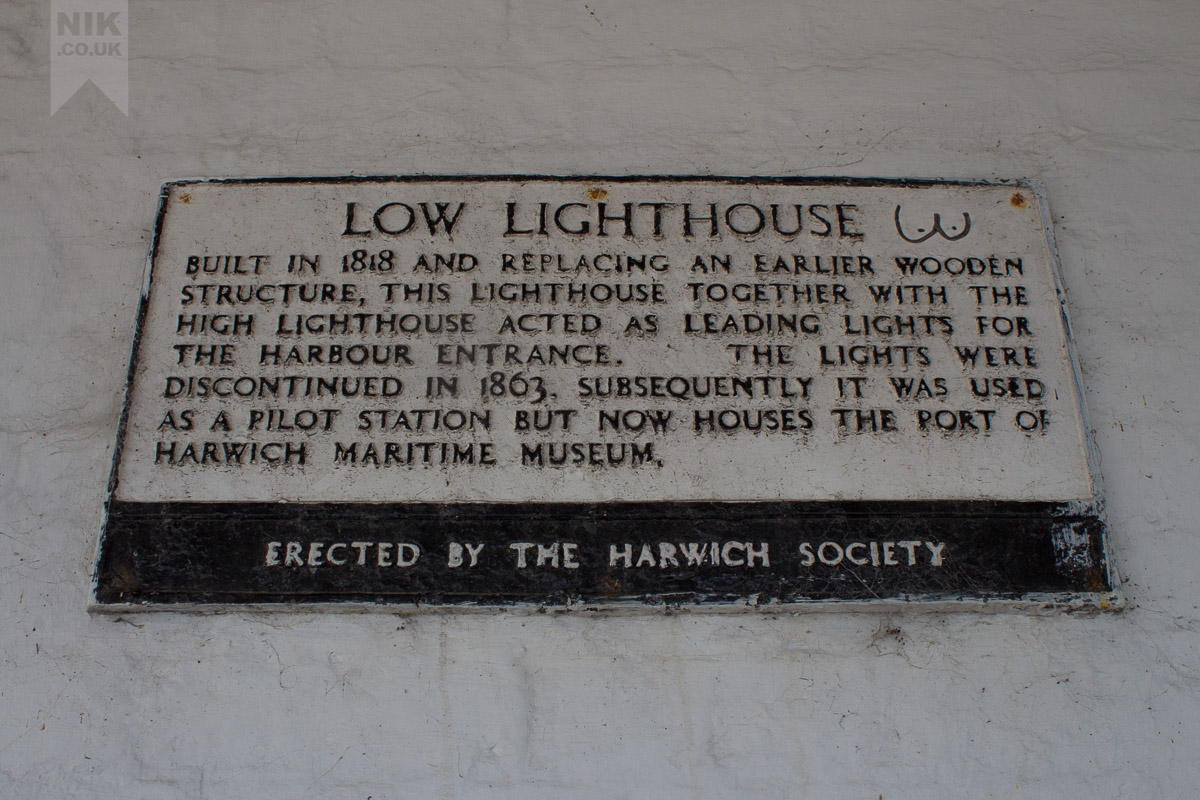 NIK
.CO.UK
LOW LIGHTHOUSE
BUILT IN 1818 AND REPLACING AN EARLIER WOODEN
STRUCTURE, THIS LIGHTHOUSE TOGETHER WITH THE
HIGH LIGHTHOUSE ACTED AS LEADING LIGHTS FOR
THE HARBOUR ENTRANCE. THE LIGHTS WERE
DISCONTINUED IN 1863. SUBSEQUENTLY IT WAS USED
AS A PILOT STATION BUT NOW HOUSES THE PORT OF
HARWICH MARITIME MUSEUM.
ERECTED BY THE HARWICH SOCIETY